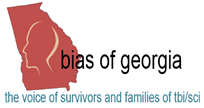 bias of georgia
the voice of survivors and families of tbi/sci